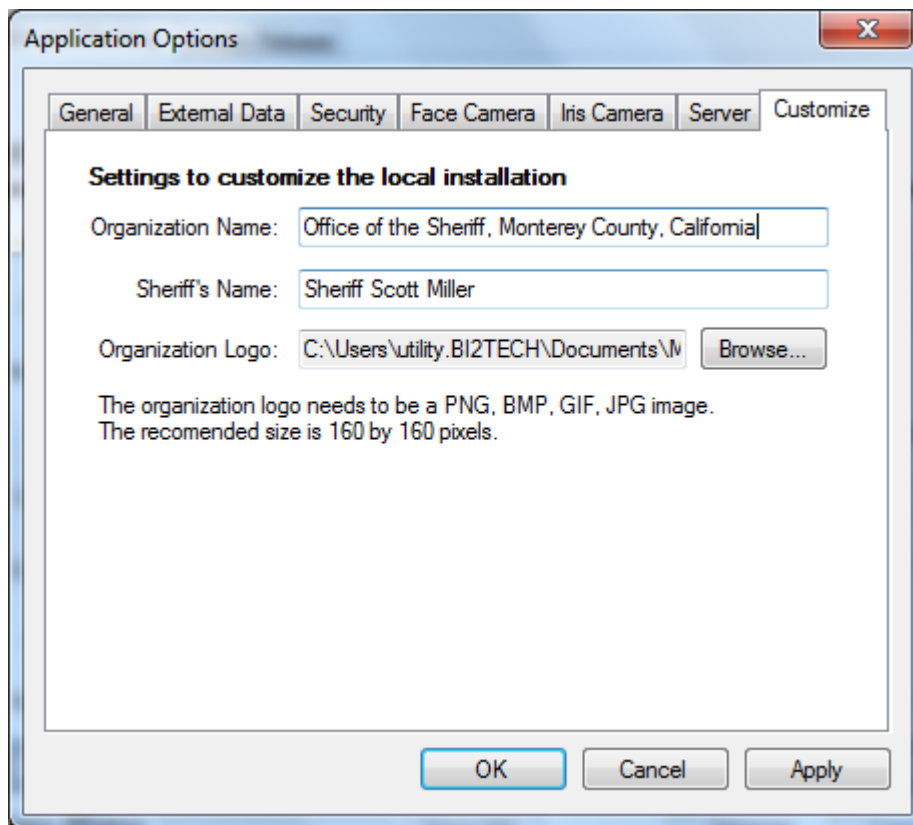 Application Options
General External Data Security Face Camera Iris Camera Server Customize
Settings to customize the local installation
Organization Name: Office of the Sheriff, Monterey County, California
Sheriff's Name: Sheriff Scott Miller
Organization Logo: C:\Users\utility.BI2TECH\Documents\M Browse...
The organization logo needs to be a PNG, BMP, GIF, JPG image.
The recomended size is 160 by 160 pixels.
OK Cancel Apply